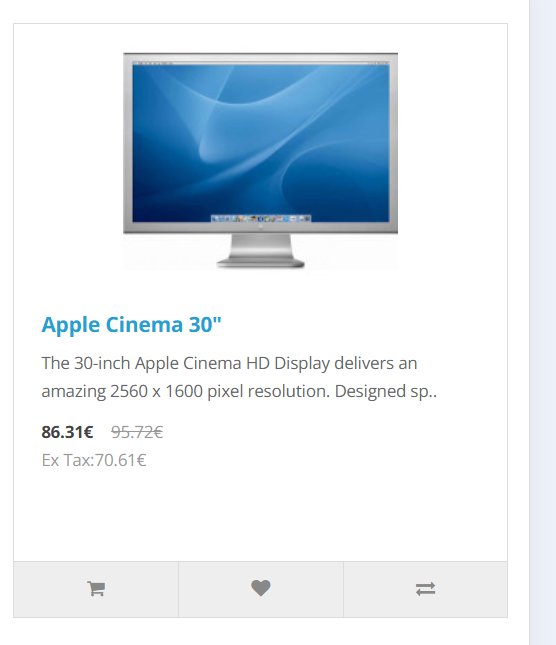 Apple Cinema 30"
The 30-inch Apple Cinema HD Display delivers an
amazing 2560 x 1600 pixel resolution. Designed sp..
86.31€ 95.72€
Ex Tax:70.61€